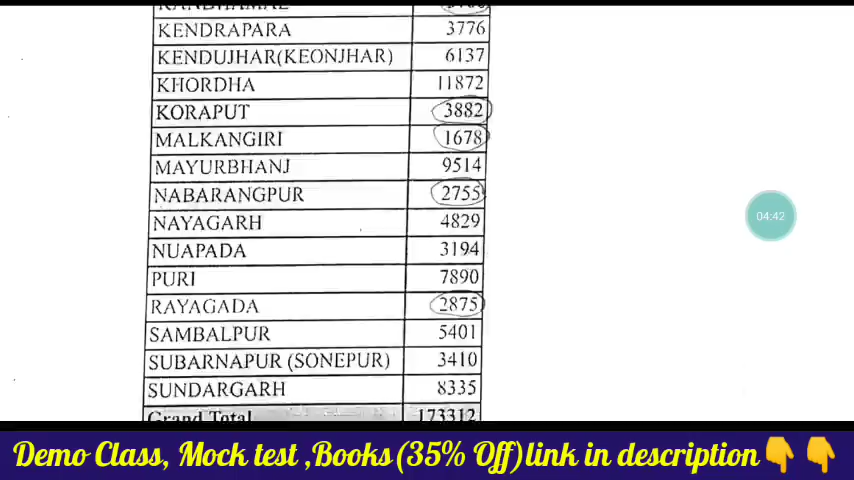 KENDRAPARA 3776
KENDUJHAR(KEONJHAR) 6137
KHORDHA 11872
KORAPUT 3882
MALKANGIRI 1678
MAYURBHANJ 9514
NABARANGPUR 2755
NAYAGARH 4829
NUAPADA 3194
PURI 7890
RAYAGADA 2875
SAMBALPUR 5401
SUBARNAPUR (SONEPUR) 3410
SUNDARGARH 8335
Grand Total 173312
04:42
Demo Class, Mock test ,Books(35% Off)link in description👇👇